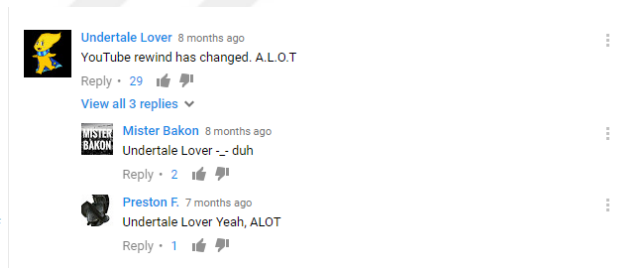 Undertale Lover 8 months ago
YouTube rewind has changed. A.L.O.T
Reply • 29
View all 3 replies
MISTER
BAKON
Mister Bakon 8 months ago
Undertale Lover -_- duh
Reply • 2
Preston F. 7 months ago
Undertale Lover Yeah, ALOT
Reply • 1